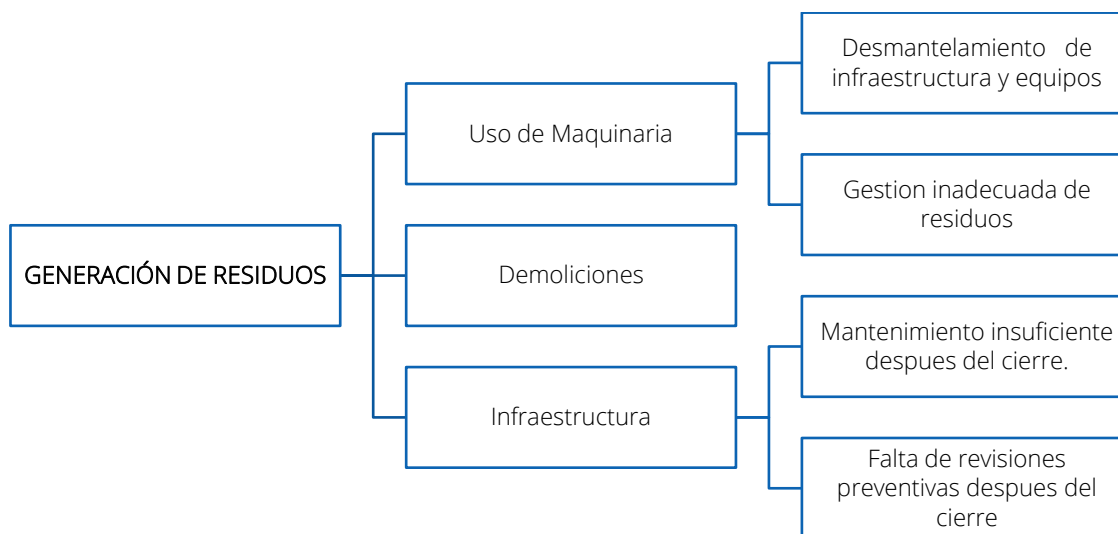 Desmantelamiento de
infraestructura y equipos
Uso de Maquinaria
Gestion inadecuada de
residuos
GENERACIÓN DE RESIDUOS
Demoliciones
Mantenimiento insuficiente
despues del cierre.
Infraestructura
Falta de revisiones
preventivas despues del
cierre